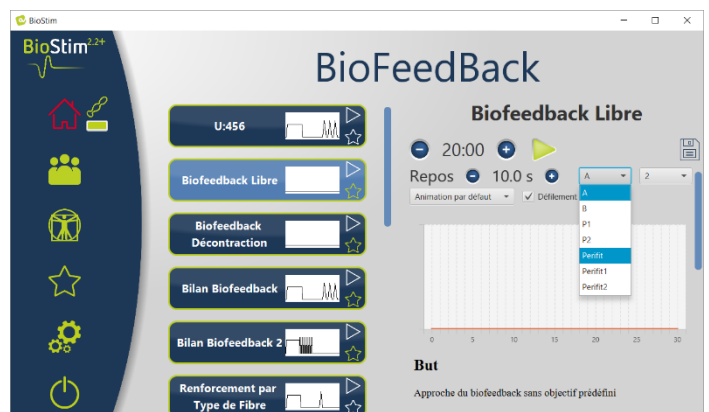 BioStim
BioStim 2.2+
BioFeedBack
U:456
Biofeedback Libre
Biofeedback
Décontraction
Bilan Biofeedback
Bilan Biofeedback 2
Renforcement par
Type de Fibre
Biofeedback Libre
20:00
Repos 10.0 s A 2
Animation par défaut Défilement
A
B
P1
P2
Perifit
Perifit1
Perifit2
0 5 10 15 20 25 30
But
Approche du biofeedback sans objectif prédéfini